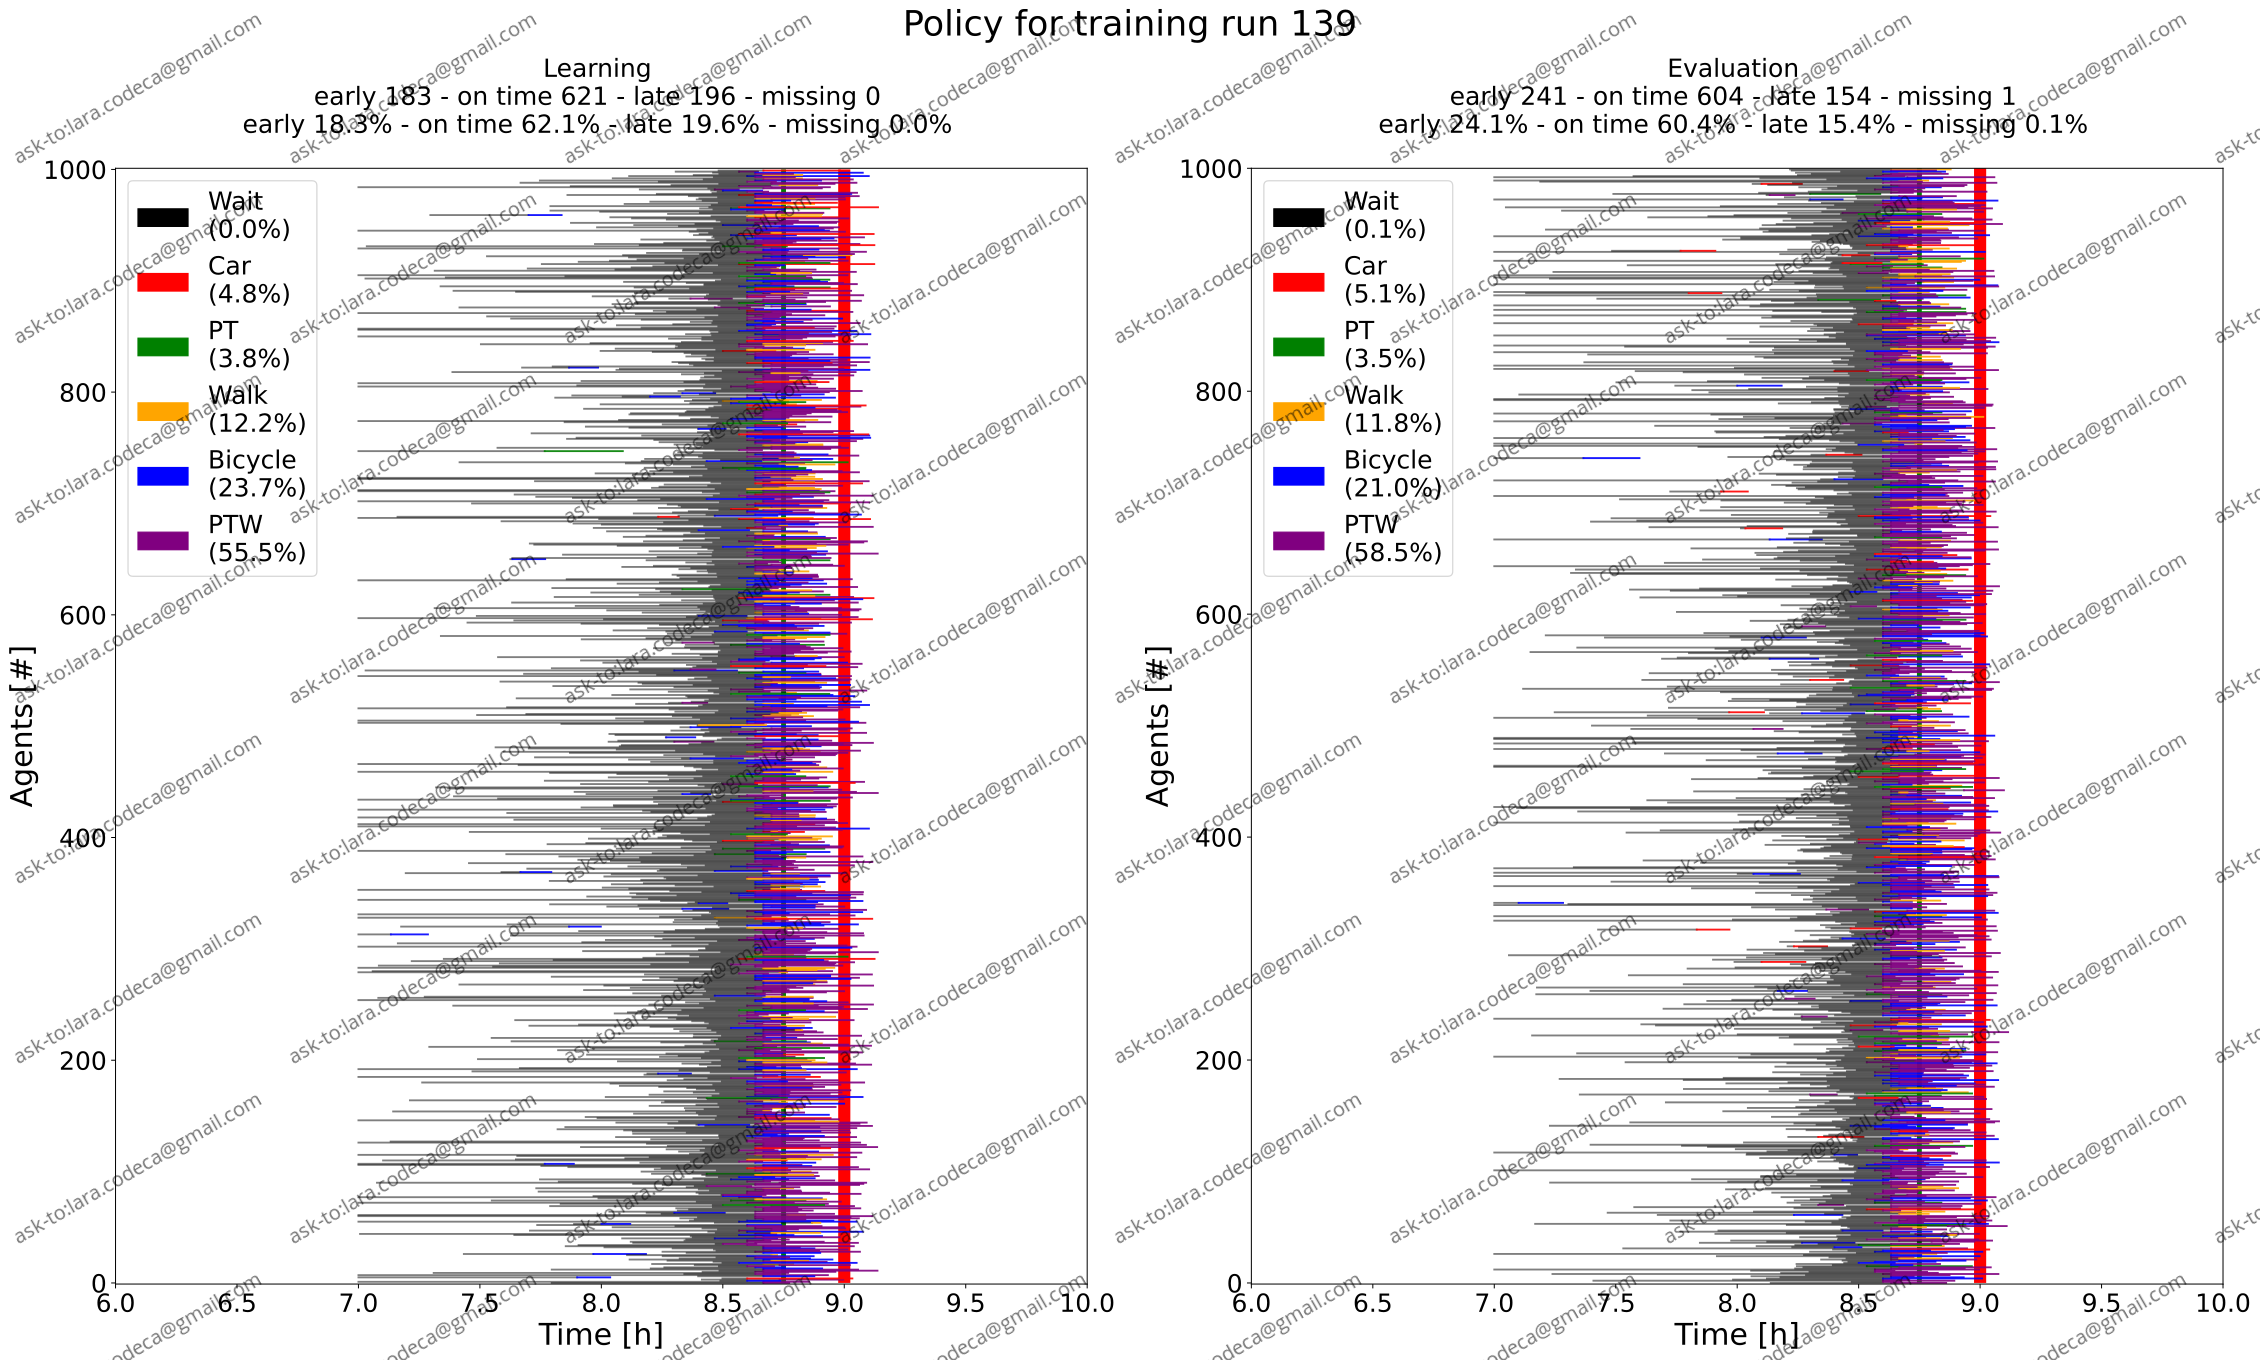 Policy for training run 139
Learning
early 183 - on time 621 - late 196 - missing 0
early 18.3% - on time 62.1% - late 19.6% - missing 0.0%
Evaluation
early 241 - on time 604 - late 154 - missing 1
early 24.1% - on time 60.4% - late 15.4% - missing 0.1%
Wait
(0.0%)
Car
(4.8%)
PT
(3.8%)
Walk
(12.2%)
Bicycle
(23.7%)
PTW
(55.5%)
Agents [#]
1000
800
600
400
200
0
6.0 6.5 7.0 7.5 8.0 8.5 9.0 9.5 10.0
Time [h]
Wait
(0.1%)
Car
(5.1%)
PT
(3.5%)
Walk
(11.8%)
Bicycle
(21.0%)
PTW
(58.5%)
Agents [#]
1000
800
600
400
200
0
6.0 6.5 7.0 7.5 8.0 8.5 9.0 9.5 10.0
Time [h]
ask-to:lara.codeca@gmail.com